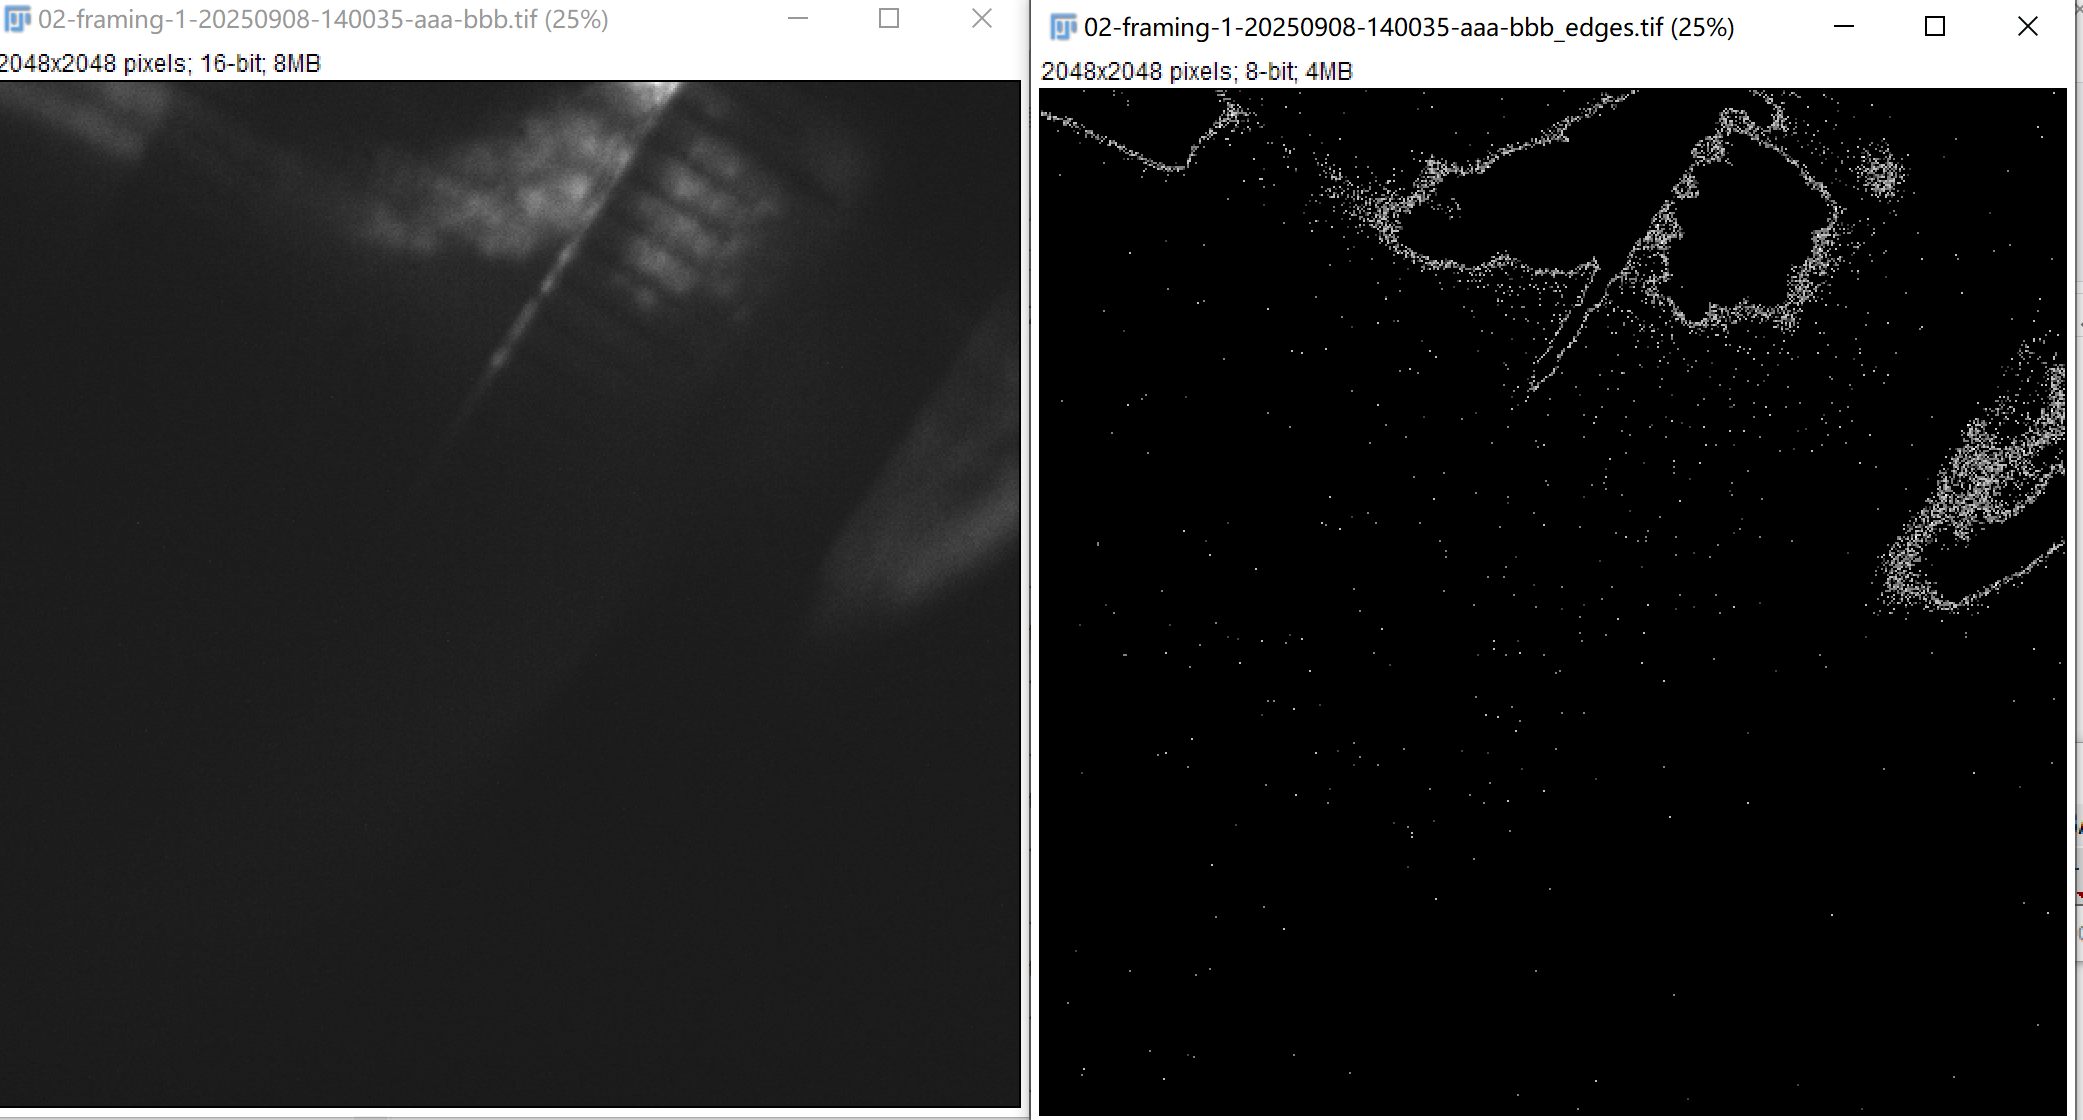 02-framing-1-20250908-140035-aaa-bbb.tif (25%)
2048x2048 pixels; 16-bit; 8MB
02-framing-1-20250908-140035-aaa-bbb_edges.tif (25%)
2048x2048 pixels; 8-bit; 4MB